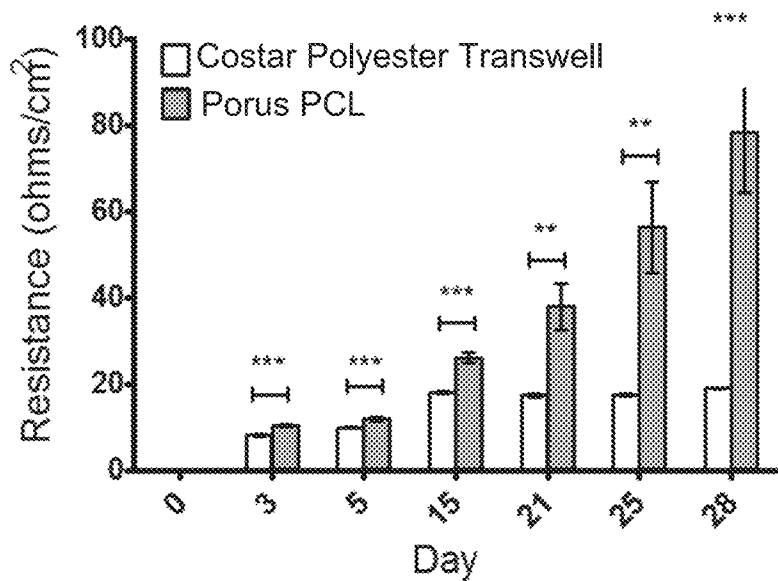 100
80
60
40
20
0
Resistance (ohms/cm²)
Costar Polyester Transwell
Porus PCL
***
***
***
**
**
***
0 3 5 15 21 25 28
Day